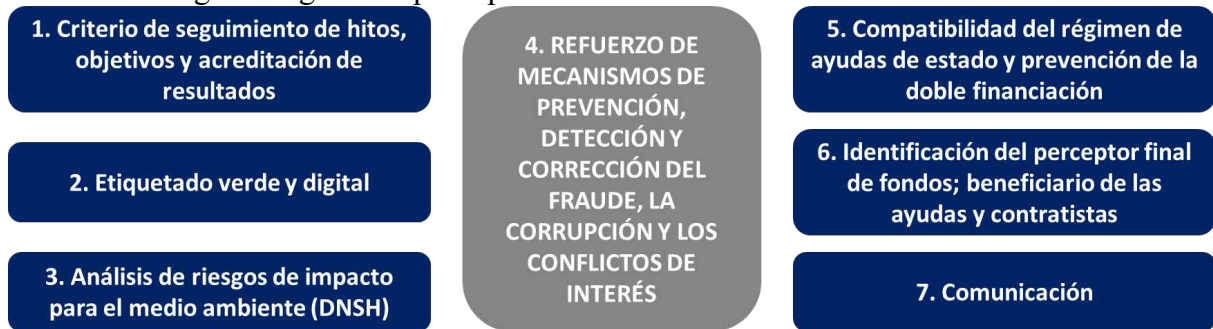 1. Criterio de seguimiento de hitos,
objetivos y acreditación de
resultados
2. Etiquetado verde y digital
3. Análisis de riesgos de impacto
para el medio ambiente (DNSH)
4. REFUERZO DE
MECANISMOS DE
PREVENCIÓN,
DETECCIÓN Y
CORRECCIÓN DEL
FRAUDE, LA
CORRUPCIÓN Y LOS
CONFLICTOS DE
INTERÉS
5. Compatibilidad del régimen de
ayudas de estado y prevención de la
doble financiación
6. Identificación del perceptor final
de fondos; beneficiario de las
ayudas y contratistas
7. Comunicación